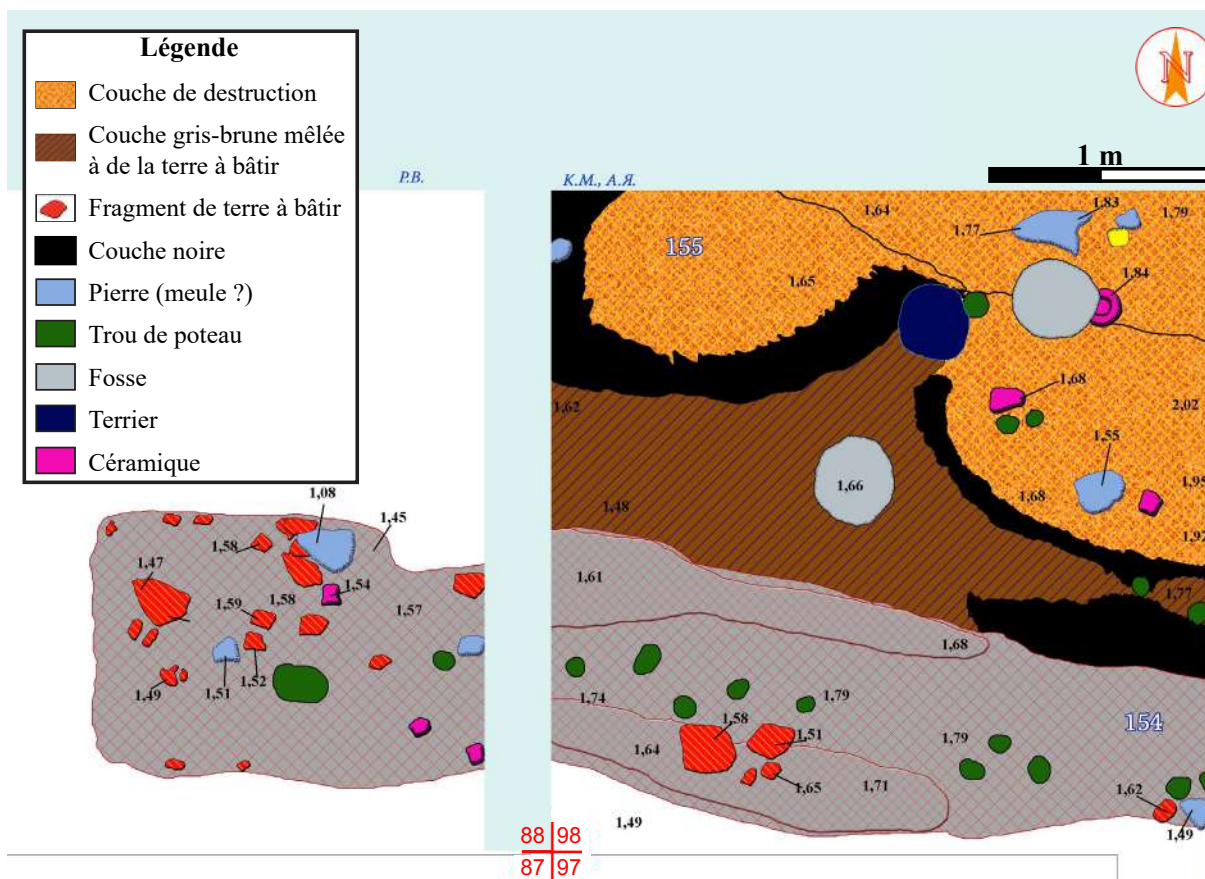 Légende
Couche de destruction
Couche gris-brune mêlée
à de la terre à bâtir
Fragment de terre à bâtir
Couche noire
Pierre (meule ?)
Trou de poteau
Fosse
Terrier
Céramique
N
1 m
Р.В.
К.М., А.Я.
1,64
1,83
1,79
1,77
155
1,65
1,84
1,68
1,62
2,02
1,55
1,66
1,68
1,95
1,48
1,92
1,08
1,45
1,58
1,47
1,54
1,58
1,57
1,59
1,61
1,77
1,68
1,49
1,51
1,52
1,74
1,79
1,58
1,51
154
1,64
1,79
1,65
1,71
1,62
1,49
1,49
88 98
87 97